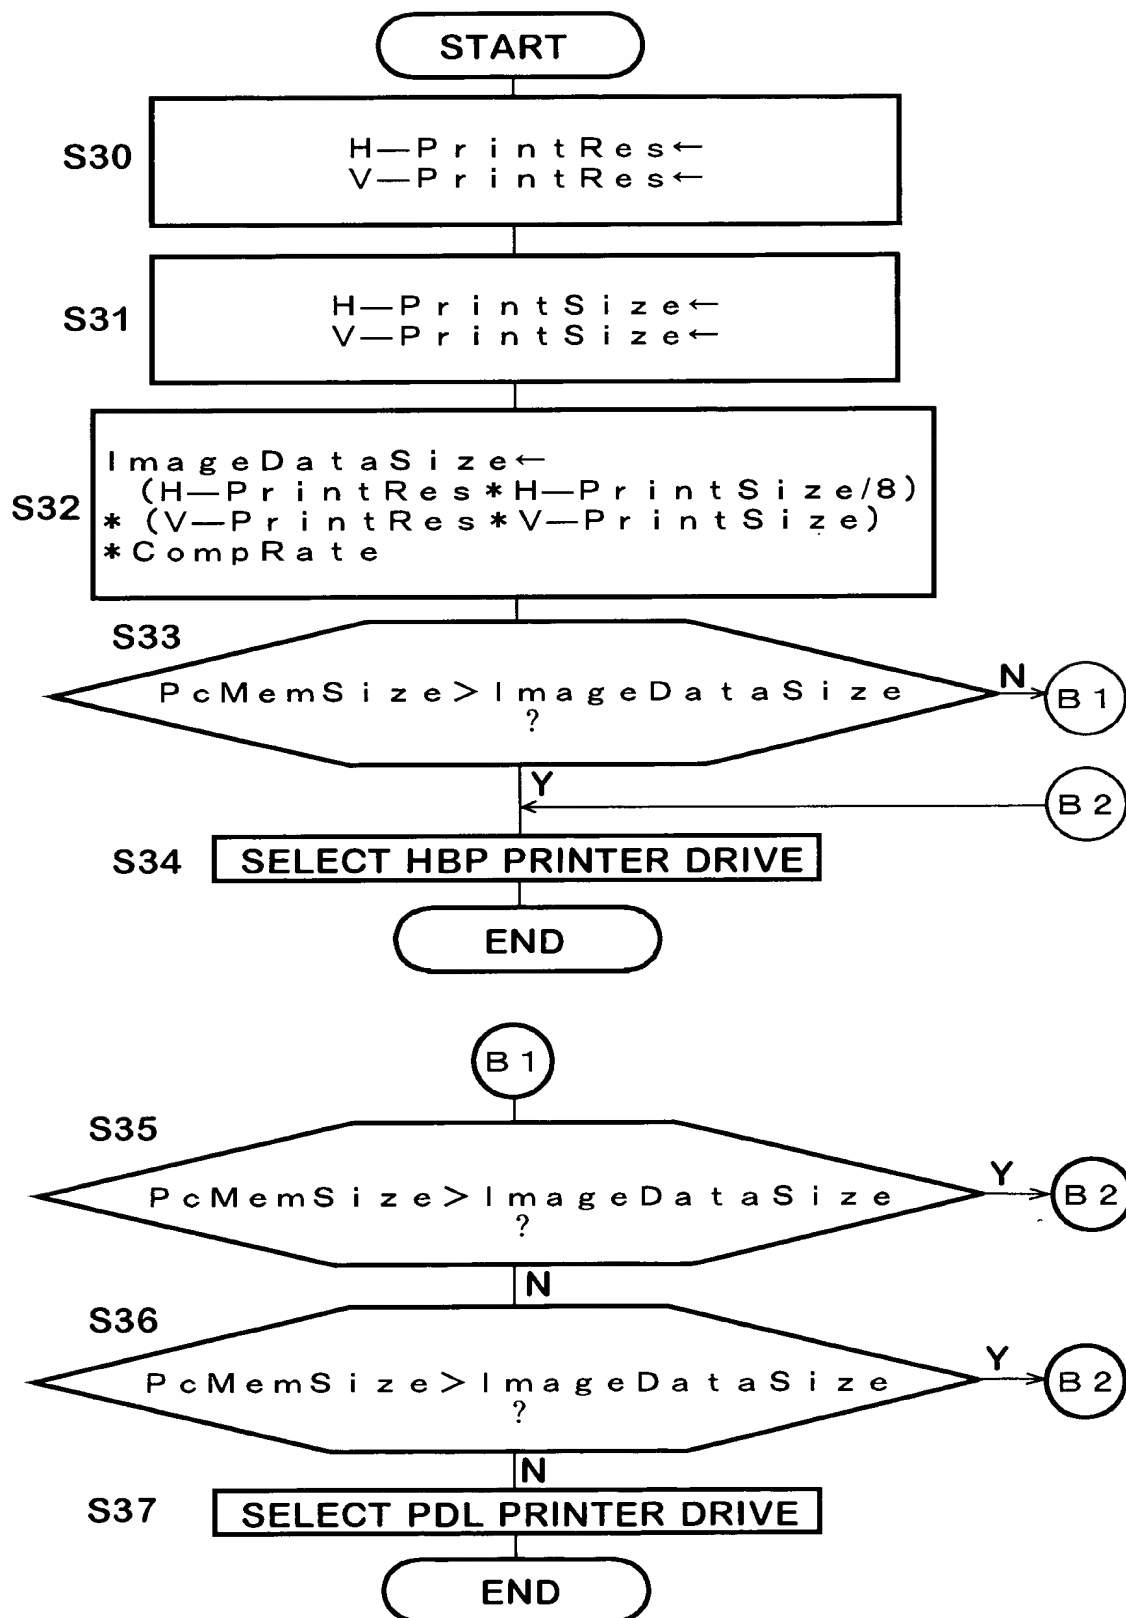 START
S30
H—PrintRes←
V—PrintRes←
S31
H—PrintSize←
V—PrintSize←
S32
ImageDataSize←
(H—PrintRes*H—PrintSize/8)
*(V—PrintRes*V—PrintSize)
*CompRate
S33
PcMemSize>ImageDataSize
?
N
B1
Y
B2
S34
SELECT HBP PRINTER DRIVE
END
B1
S35
PcMemSize>ImageDataSize
?
Y
B2
N
S36
PcMemSize>ImageDataSize
?
Y
B2
N
S37
SELECT PDL PRINTER DRIVE
END